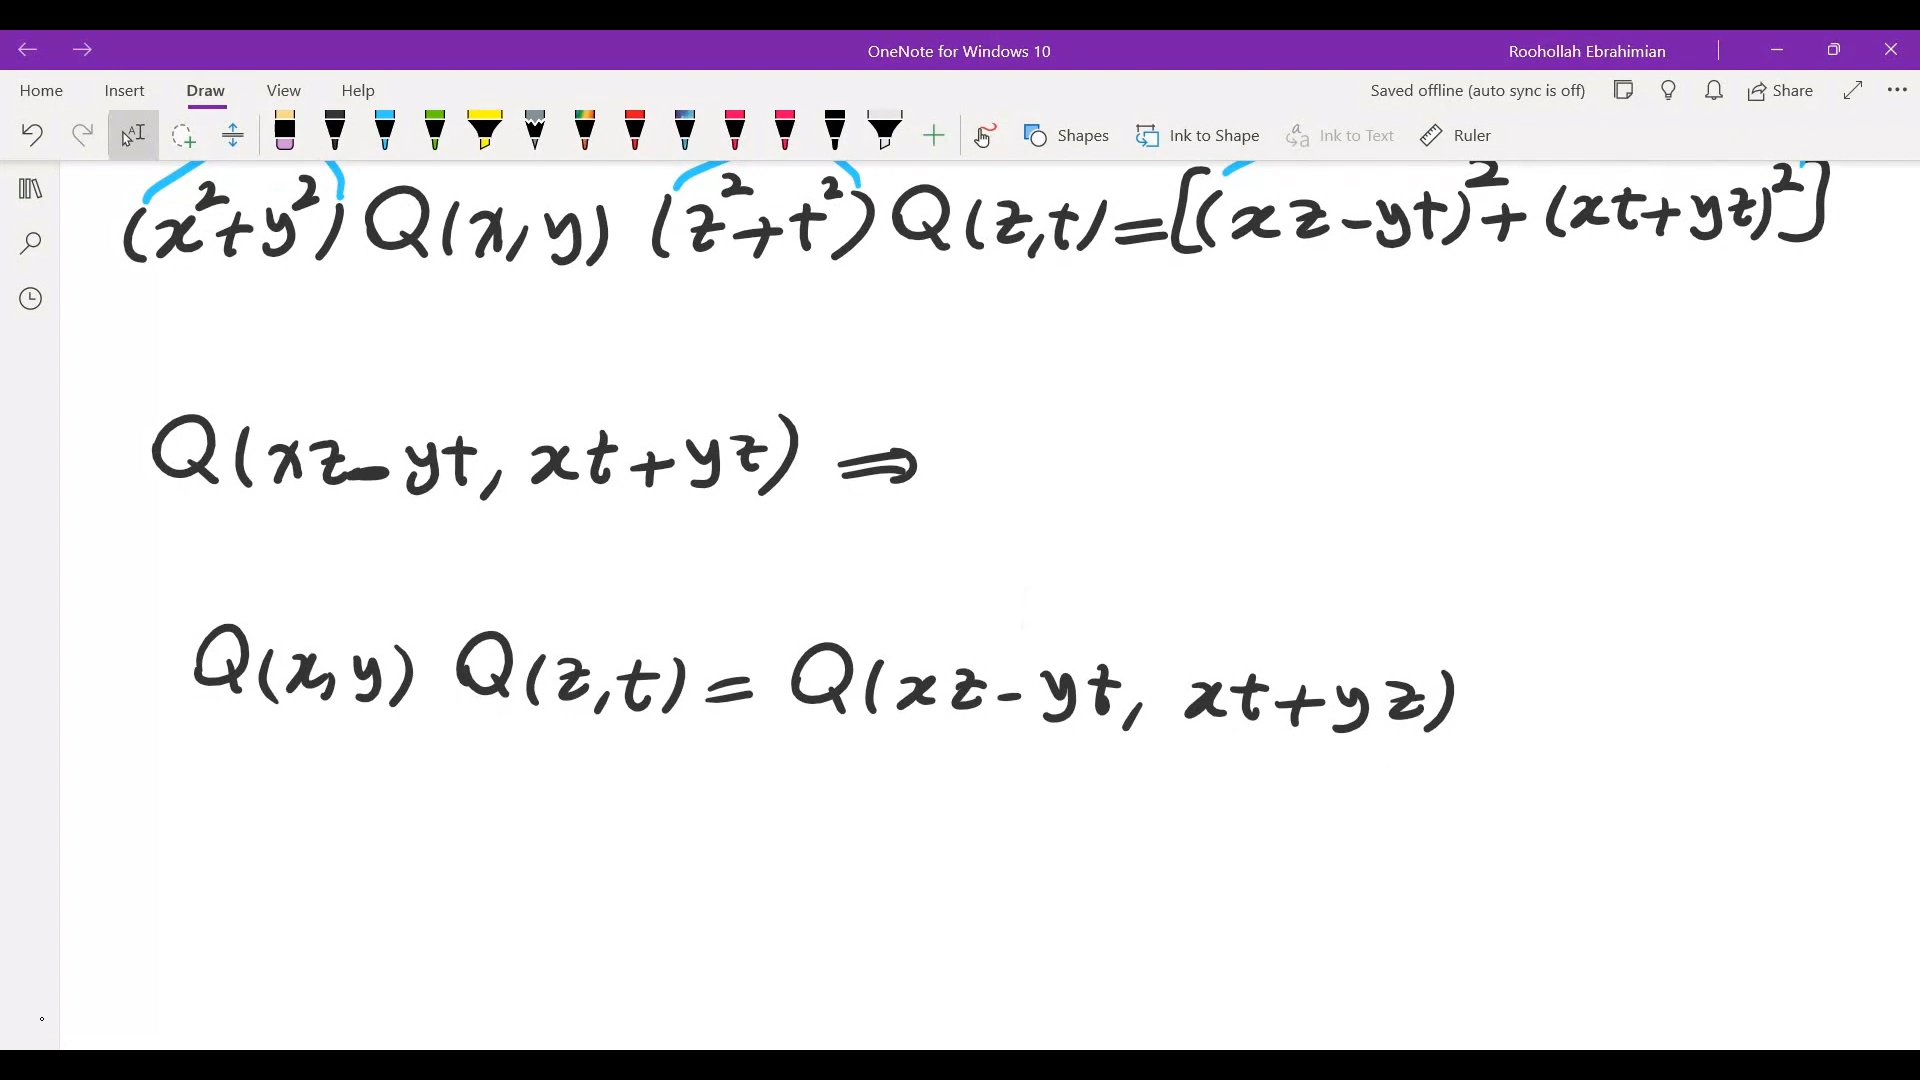 OneNote for Windows 10 Roohollah Ebrahimian
Home Insert Draw View Help Saved offline (auto sync is off) Share
Shapes Ink to Shape Ink to Text Ruler
(x²+y²) Q(x,y) (z²+t²) Q(z,t)=[(xz-yt)²+(xt+yz)²]
Q(xz-yt, xt+yz) ⇒
Q(x,y) Q(z,t) = Q(xz-yt, xt+yz)